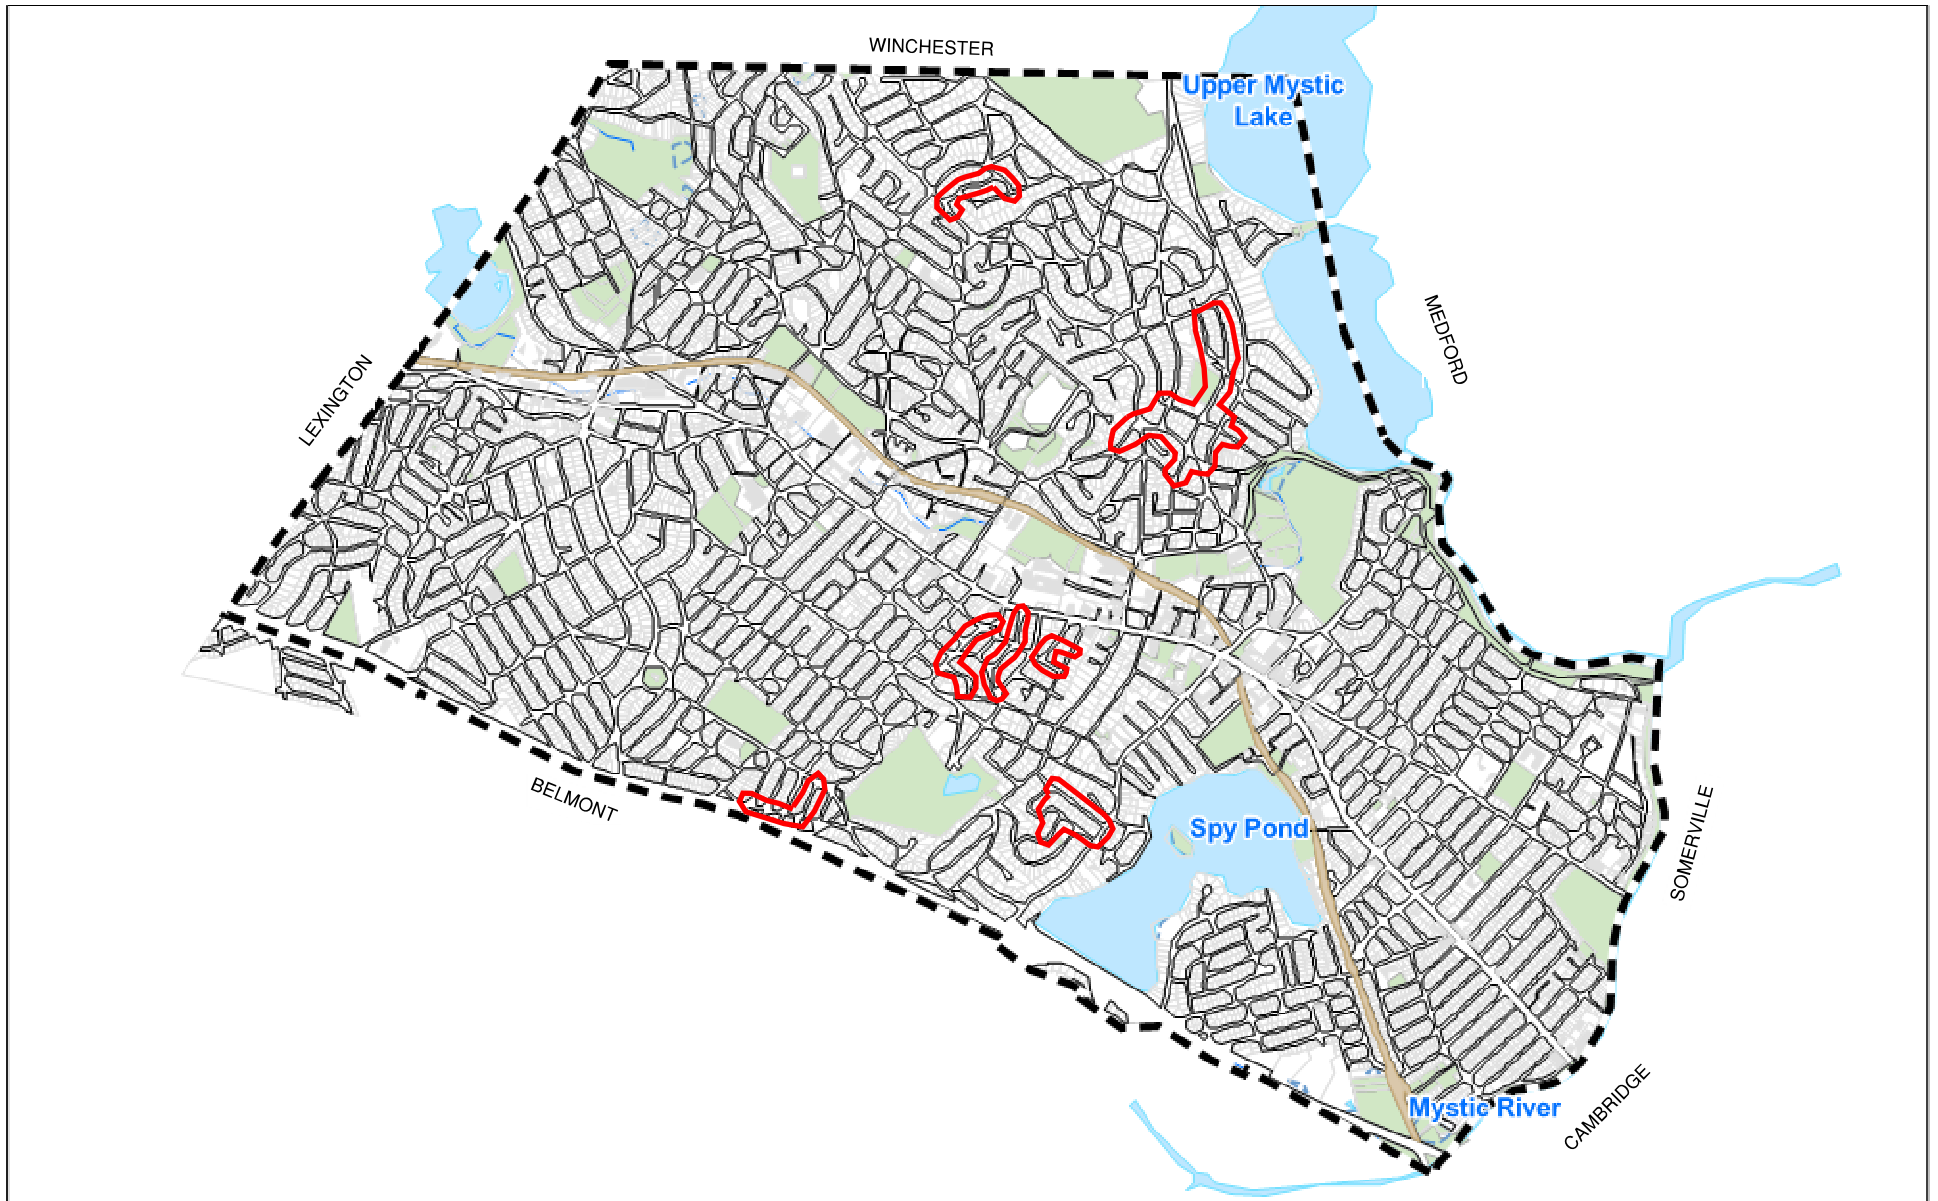 WINCHESTER
Upper Mystic
Lake
MEDFORD
LEXINGTON
BELMONT
Spy Pond
SOMERVILLE
Mystic River
CAMBRIDGE